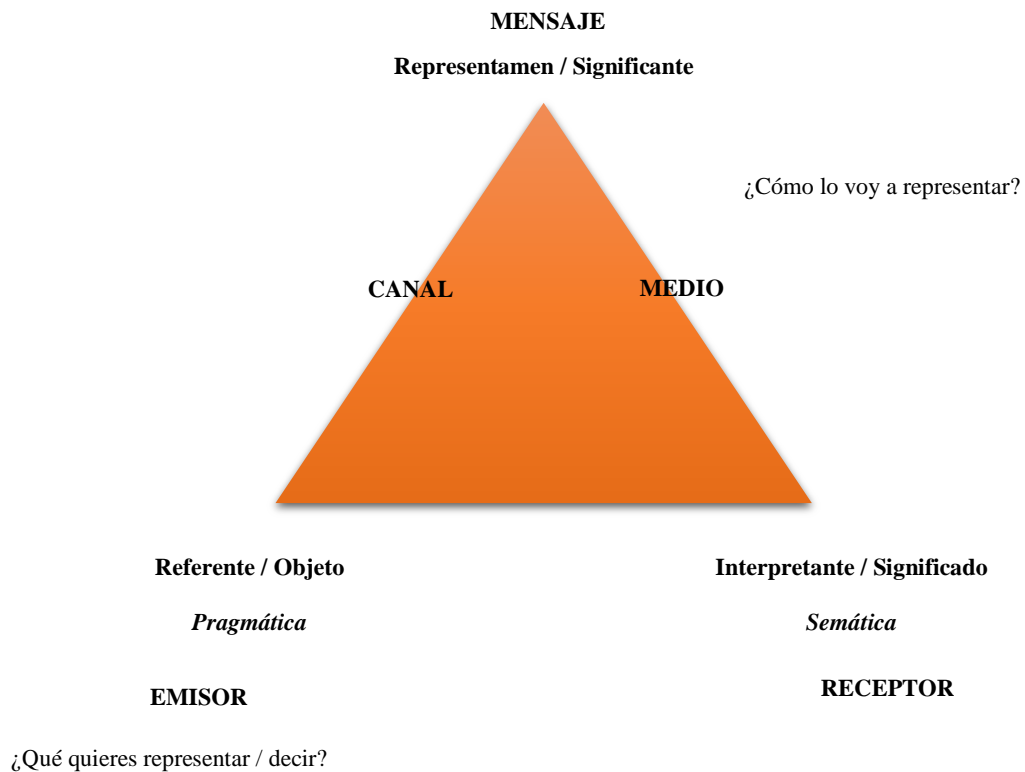 MENSAJE
Representamen / Significante
¿Cómo lo voy a representar?
CANAL
MEDIO
Referente / Objeto
Interpretante / Significado
Pragmática
Semática
EMISOR
RECEPTOR
¿Qué quieres representar / decir?